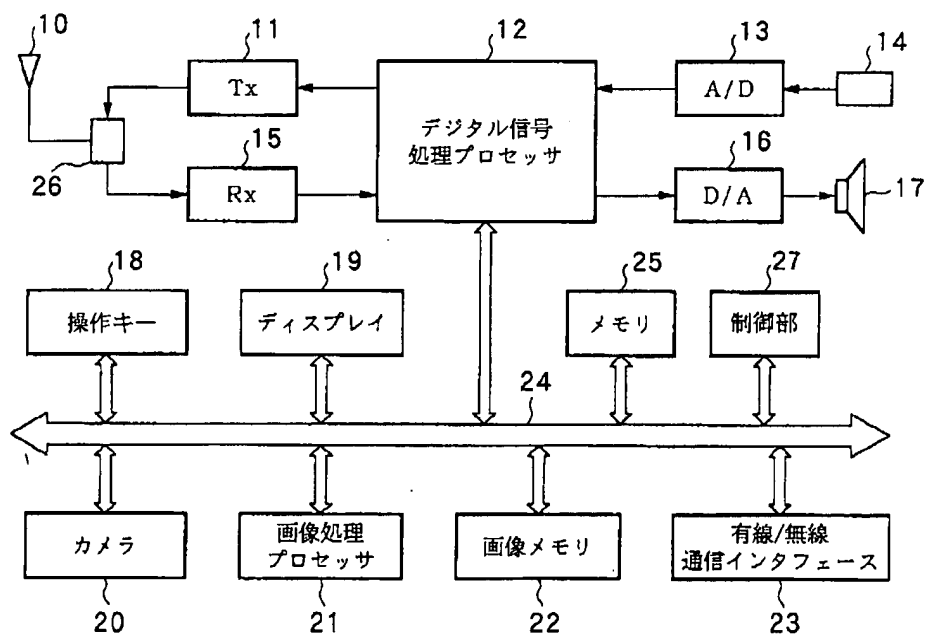 10
11
12
13
14
Tx
デジタル信号
処理プロセッサ
A/D
26
15
16
17
Rx
D/A
18
19
25
27
操作キー
ディスプレイ
メモリ
制御部
24
カメラ
画像処理
プロセッサ
画像メモリ
有線/無線
通信インタフェース
20
21
22
23